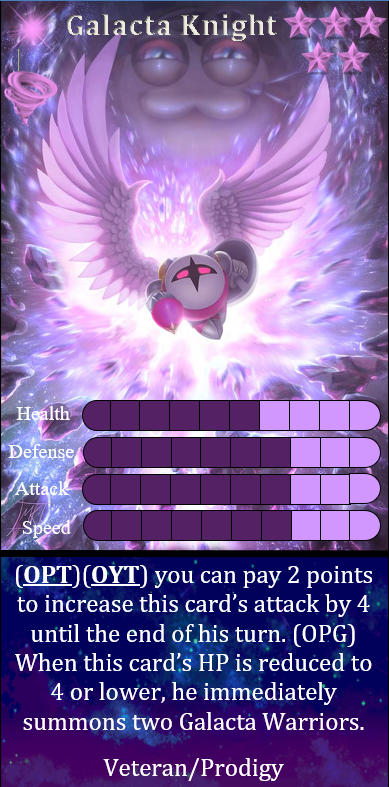 Galacta Knight
Health
Defense
Attack
Speed
(OPT)(OYT) you can pay 2 points
to increase this card's attack by 4
until the end of his turn. (OPG)
When this card's HP is reduced to
4 or lower, he immediately
summons two Galacta Warriors.
Veteran/Prodigy